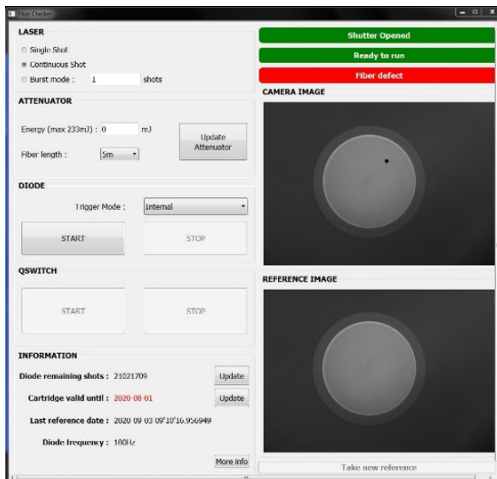 Fiber Checker
LASER
Single Shot
Continuous Shot
Burst mode : 1 shots
ATTENUATOR
Energy (max 233mJ) : 0 mJ
Update Attenuator
Fiber length : 5m
DIODE
Trigger Mode : Internal
START STOP
QSWITCH
START STOP
INFORMATION
Diode remaining shots : 21021709 Update
Cartridge valid until : 2020-08-01 Update
Last reference date : 2020-09-03 09'10'16.956949
Diode frequency : 100Hz
More info
Shutter Opened
Ready to run
Fiber defect
CAMERA IMAGE
REFERENCE IMAGE
Take new reference